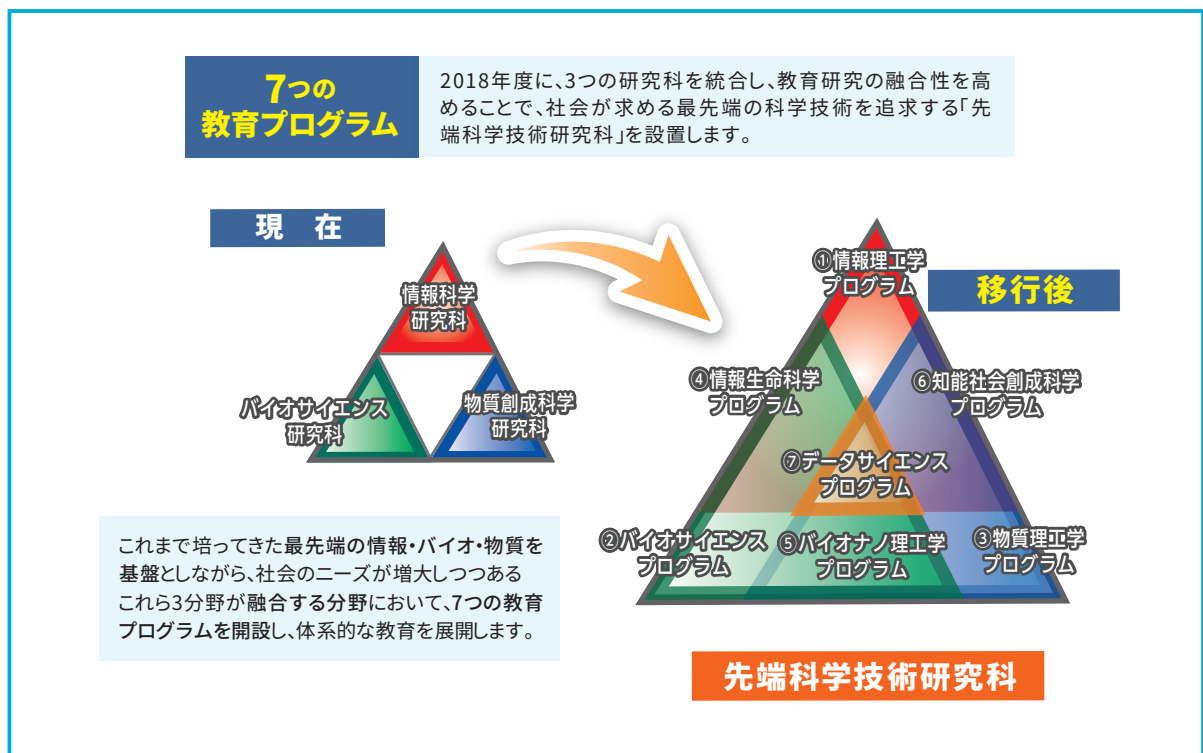 7つの
教育プログラム
2018年度に、3つの研究科を統合し、教育研究の融合性を高
めることで、社会が求める最先端の科学技術を追求する「先
端科学技術研究科」を設置します。
現 在
情報科学
研究科
バイオサイエンス
研究科
物質創成科学
研究科
これまで培ってきた最先端の情報・バイオ・物質を
基盤としながら、社会のニーズが増大しつつある
これら3分野が融合する分野において、7つの教育
プログラムを開設し、体系的な教育を展開します。
移行後
①情報理工学
プログラム
④情報生命科学
プログラム
⑥知能社会創成科学
プログラム
⑦データサイエンス
プログラム
②バイオサイエンス
プログラム
⑤バイオナノ理工学
プログラム
③物質理工学
プログラム
先端科学技術研究科